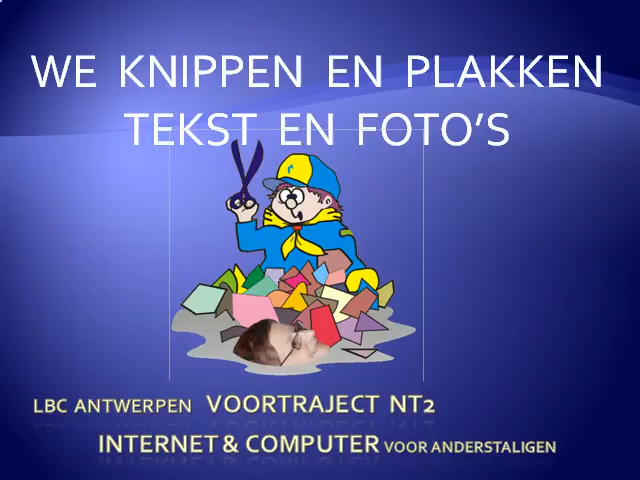 WE KNIPPEN EN PLAKKEN
TEKST EN FOTO’S
LBC ANTWERPEN VOORTRAJECT NT2
INTERNET & COMPUTER VOOR ANDERSTALIGEN